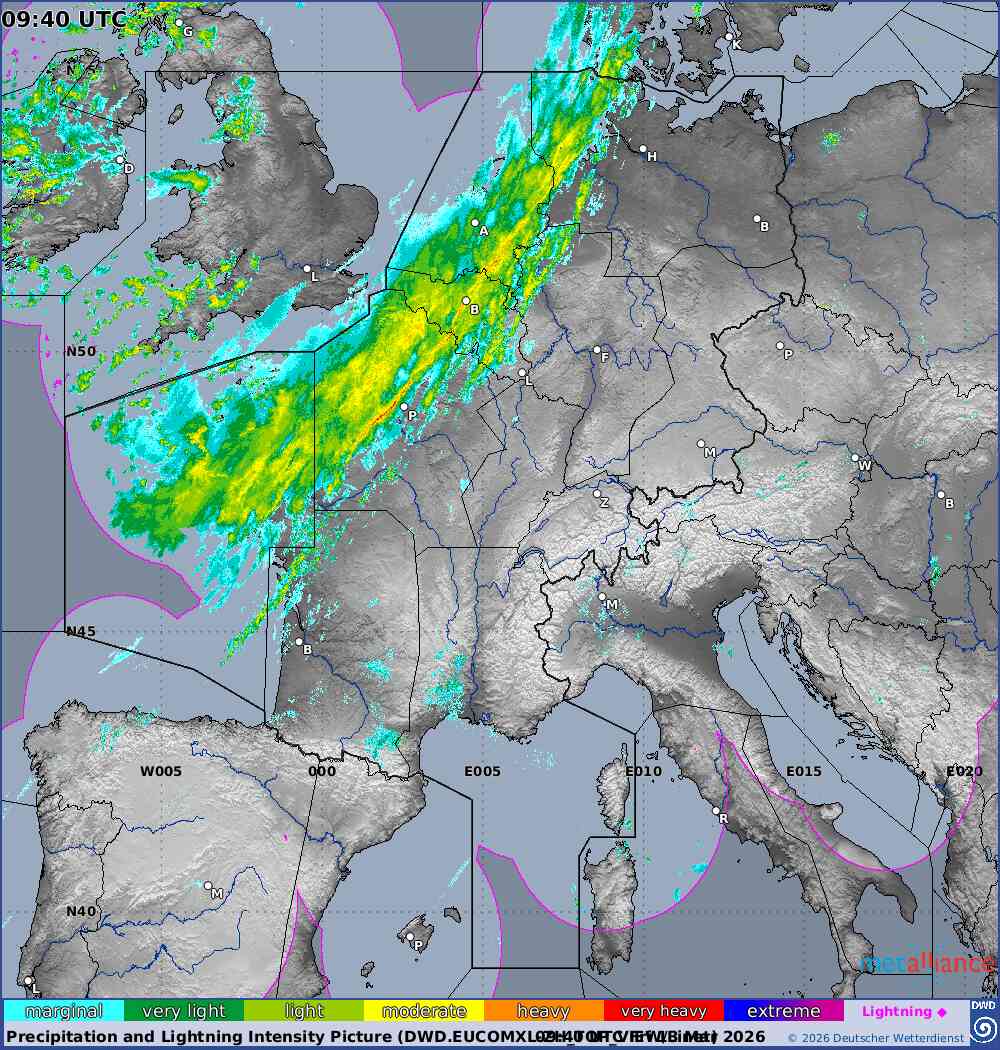 09:40 UTC
G
K
N
D
H
A
B
L
B
N50
F
P
L
P
M
W
Z
B
M
N45
B
W005
000
E005
E010
E015
E020
R
M
N40
P
L
metalliance
marginal
very light
light
moderate
heavy
very heavy
extreme
Lightning
DWD
Precipitation and Lightning Intensity Picture (DWD.EUCOMXL
2026
© 2026 Deutscher Wetterdienst